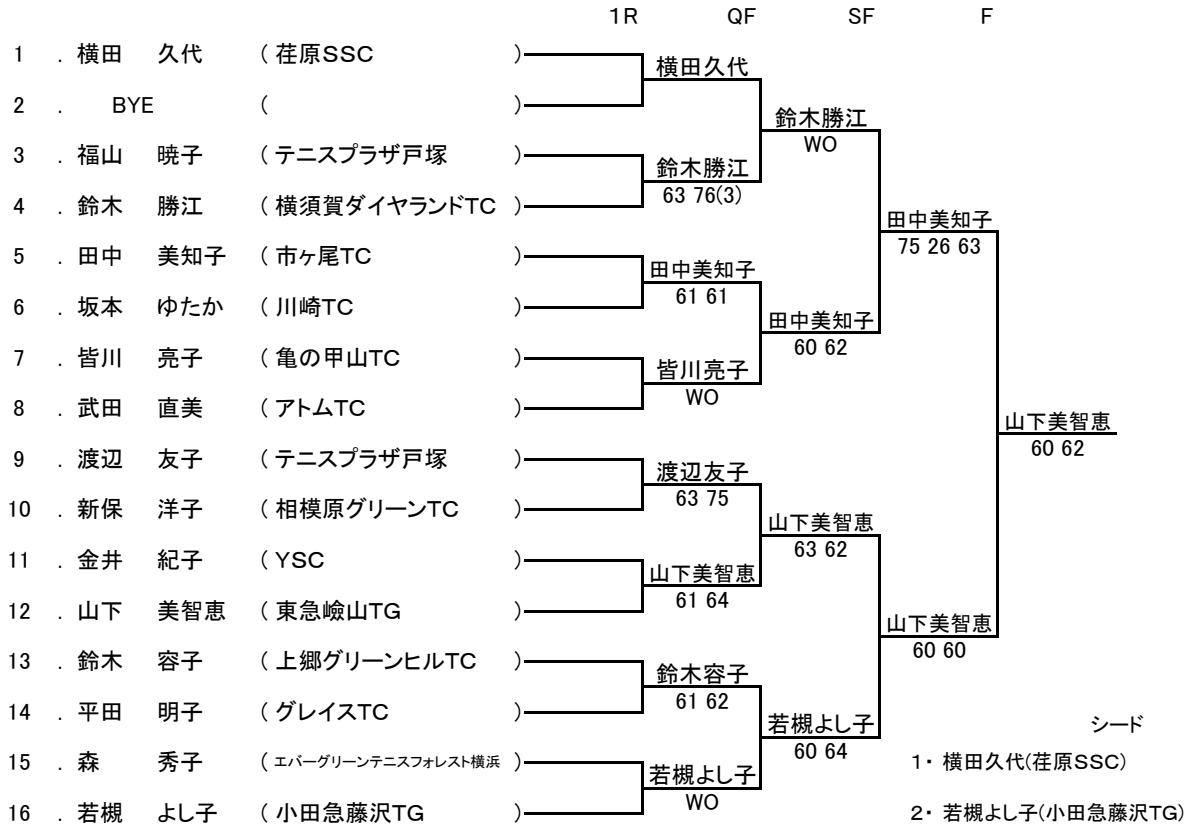 1R QF SF F
1 . 横田 久代 ( 荏原SSC )
横田久代
2 . BYE ( )
鈴木勝江
WO
3 . 福山 暁子 ( テニスプラザ戸塚 )
鈴木勝江
63 76(3)
4 . 鈴木 勝江 ( 横須賀ダイヤランドTC )
田中美知子
75 26 63
5 . 田中 美知子 ( 市ヶ尾TC )
田中美知子
61 61
6 . 坂本 ゆたか ( 川崎TC )
田中美知子
60 62
7 . 皆川 亮子 ( 亀の甲山TC )
皆川亮子
WO
8 . 武田 直美 ( アトムTC )
山下美智恵
60 62
9 . 渡辺 友子 ( テニスプラザ戸塚 )
渡辺友子
63 75
10 . 新保 洋子 ( 相模原グリーンTC )
山下美智恵
63 62
11 . 金井 紀子 ( YSC )
山下美智恵
61 64
12 . 山下 美智恵 ( 東急嶮山TG )
山下美智恵
60 60
13 . 鈴木 容子 ( 上郷グリーンヒルTC )
鈴木容子
61 62
14 . 平田 明子 ( グレイスTC )
若槻よし子
60 64
シード
15 . 森 秀子 ( エバーグリーンテニスフォレスト横浜 )
1・ 横田久代(荏原SSC)
若槻よし子
WO
16 . 若槻 よし子 ( 小田急藤沢TG )
2・ 若槻よし子(小田急藤沢TG)